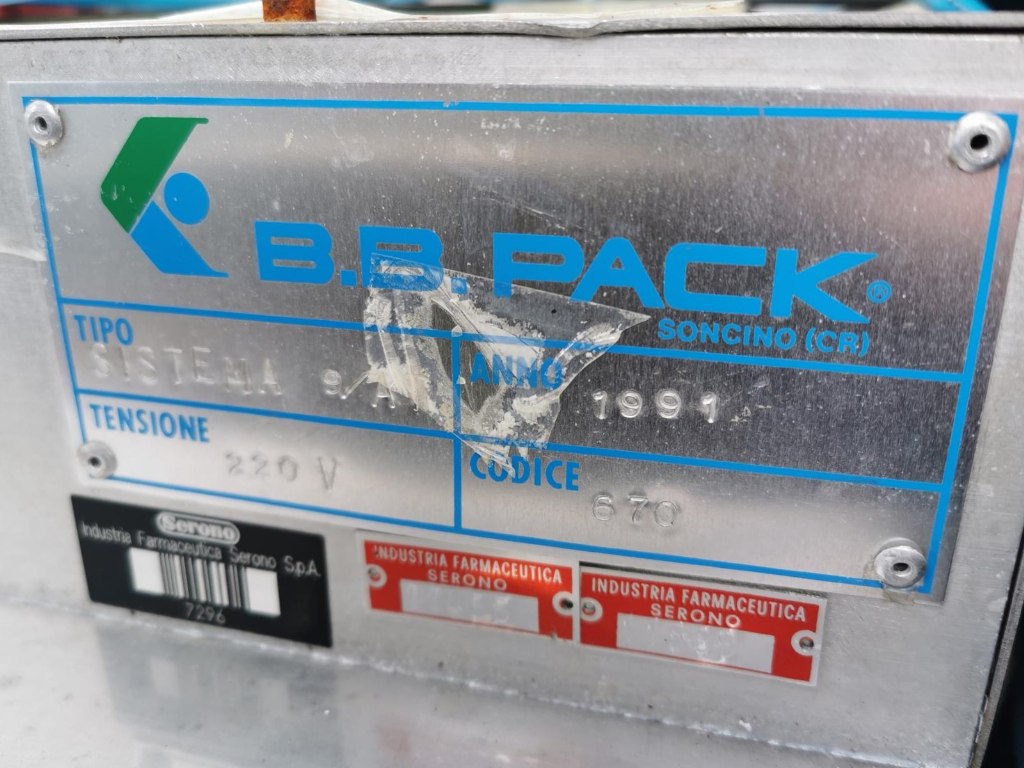 B.B. PACK®
SONCINO (CR)
TIPO
SISTEMA 9/A
ANNO
1991
TENSIONE
220 V
CODICE
670
Serono
Industria Farmaceutica Serono S.p.A.
7296
INDUSTRIA FARMACEUTICA
SERONO
INDUSTRIA FARMACEUTICA
SERONO